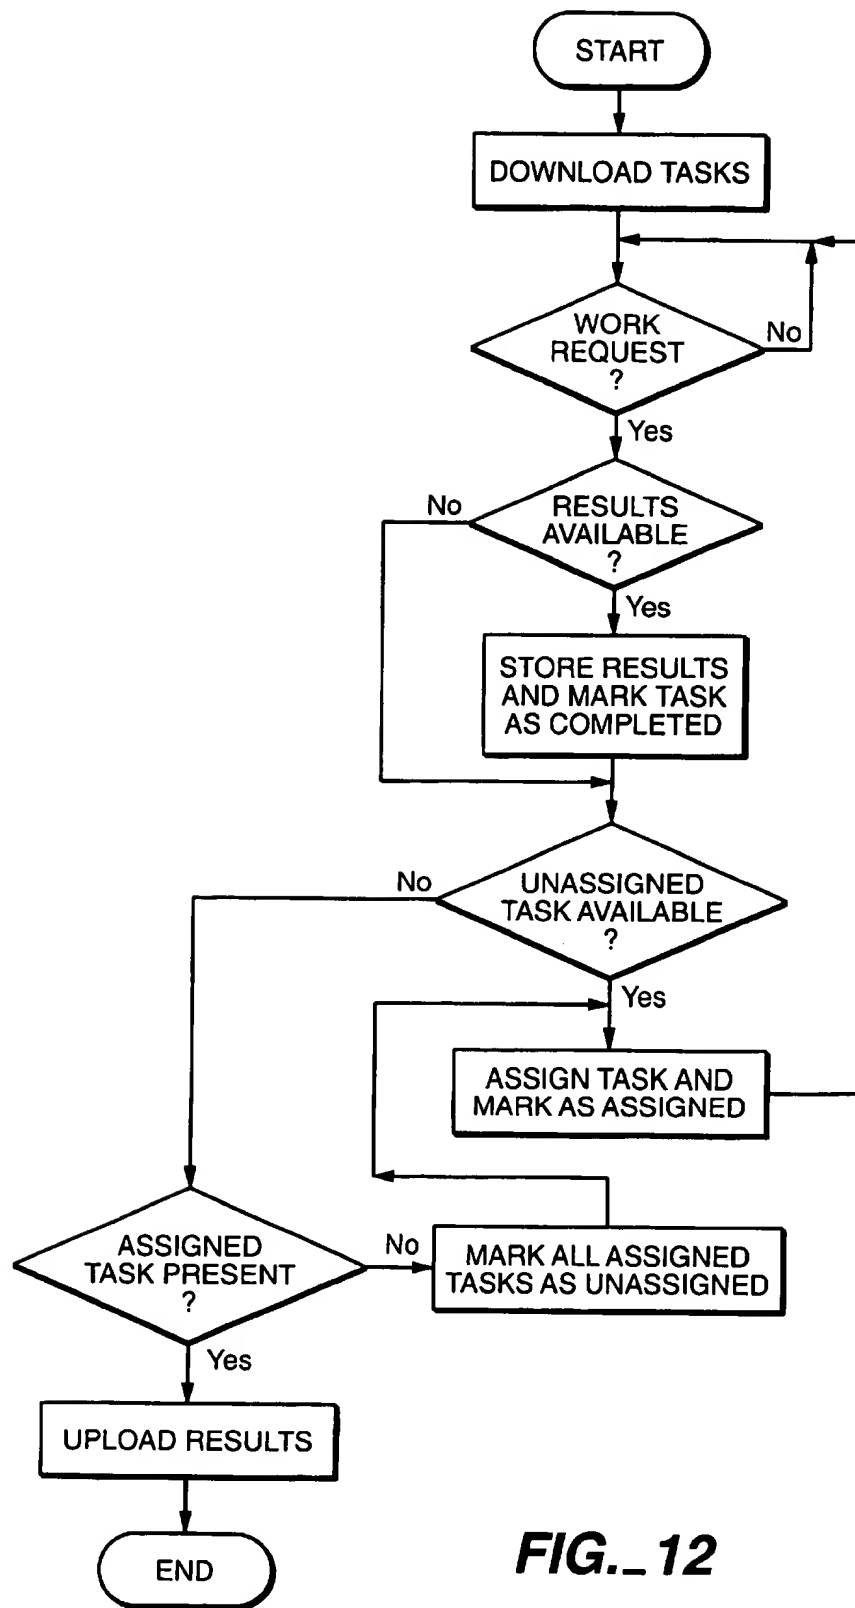 START
DOWNLOAD TASKS
WORK
REQUEST
?
No
Yes
RESULTS
AVAILABLE
?
No
Yes
STORE RESULTS
AND MARK TASK
AS COMPLETED
UNASSIGNED
TASK AVAILABLE
?
No
Yes
ASSIGN TASK AND
MARK AS ASSIGNED
ASSIGNED
TASK PRESENT
?
No
MARK ALL ASSIGNED
TASKS AS UNASSIGNED
Yes
UPLOAD RESULTS
END
FIG._12